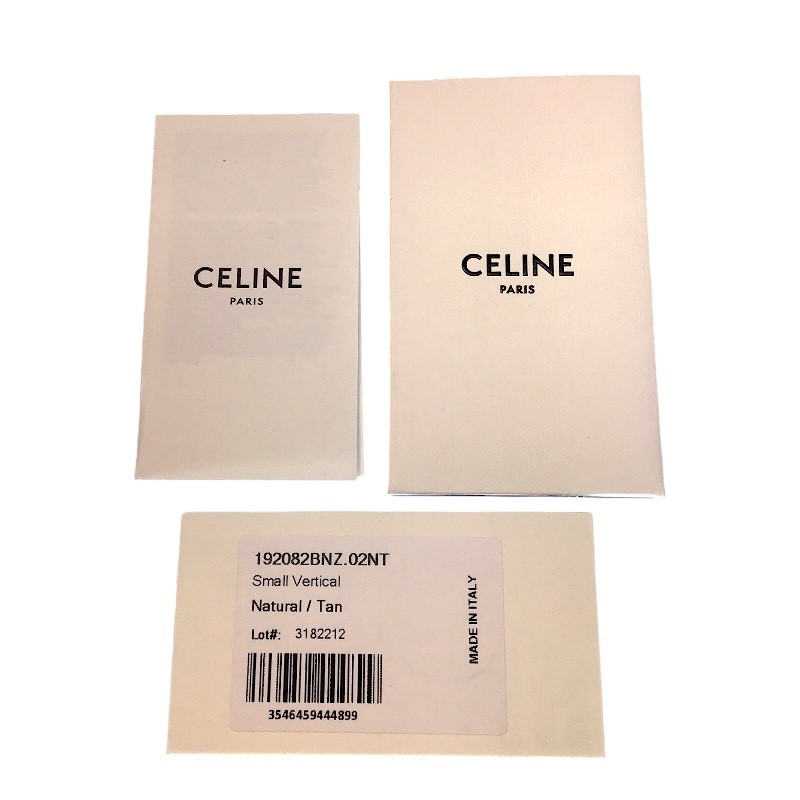 CELINE
PARIS
CELINE
PARIS
192082BNZ.02NT
Small Vertical
Natural / Tan
Lot#: 3182212
3546459444899
MADE IN ITALY